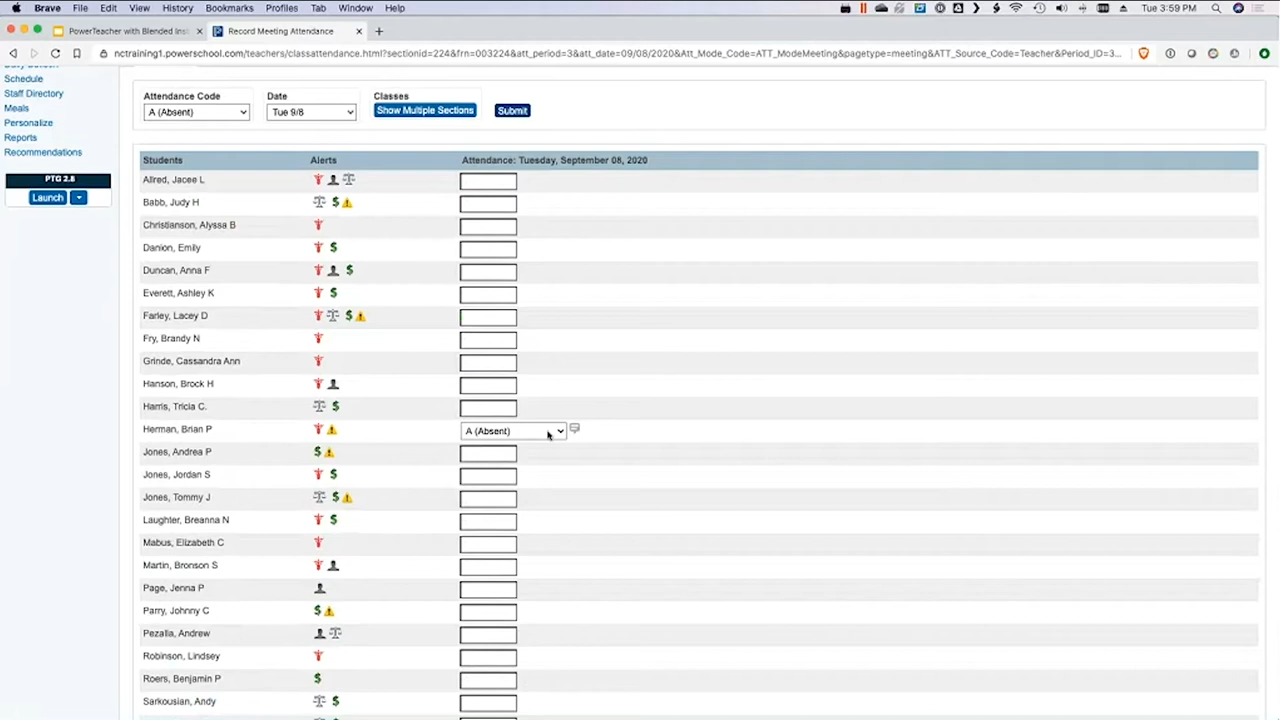 Brave File Edit View History Bookmarks Profiles Tab Window Help Tue 3:59 PM
PowerTeacher with Blended Inst × Record Meeting Attendance × +
nctraining1.powerschool.com/teachers/classattendance.html?sectionid=224&frn=003224&att_period=3&att_date=09/08/2020&Att_Mode_Code=ATT_ModeMeeting&pagetype=meeting&ATT_Source_Code=Teacher&Period_ID=3...
Schedule
Staff Directory
Meals
Personalize
Reports
Recommendations
PTG 2.8
Launch
Attendance Code Date Classes
A (Absent) Tue 9/8 Show Multiple Sections Submit
Students Alerts Attendance: Tuesday, September 08, 2020
Allred, Jacee L
Babb, Judy H $
Christianson, Alyssa B
Danion, Emily $
Duncan, Anna F $
Everett, Ashley K $
Farley, Lacey D $
Fry, Brandy N
Grinde, Cassandra Ann
Hanson, Brock H
Harris, Tricia C. $
Herman, Brian P A (Absent)
Jones, Andrea P $
Jones, Jordan S $
Jones, Tommy J $
Laughter, Breanna N $
Mabus, Elizabeth C
Martin, Bronson S
Page, Jenna P
Parry, Johnny C $
Pezalla, Andrew
Robinson, Lindsey
Roers, Benjamin P $
Sarkousian, Andy $